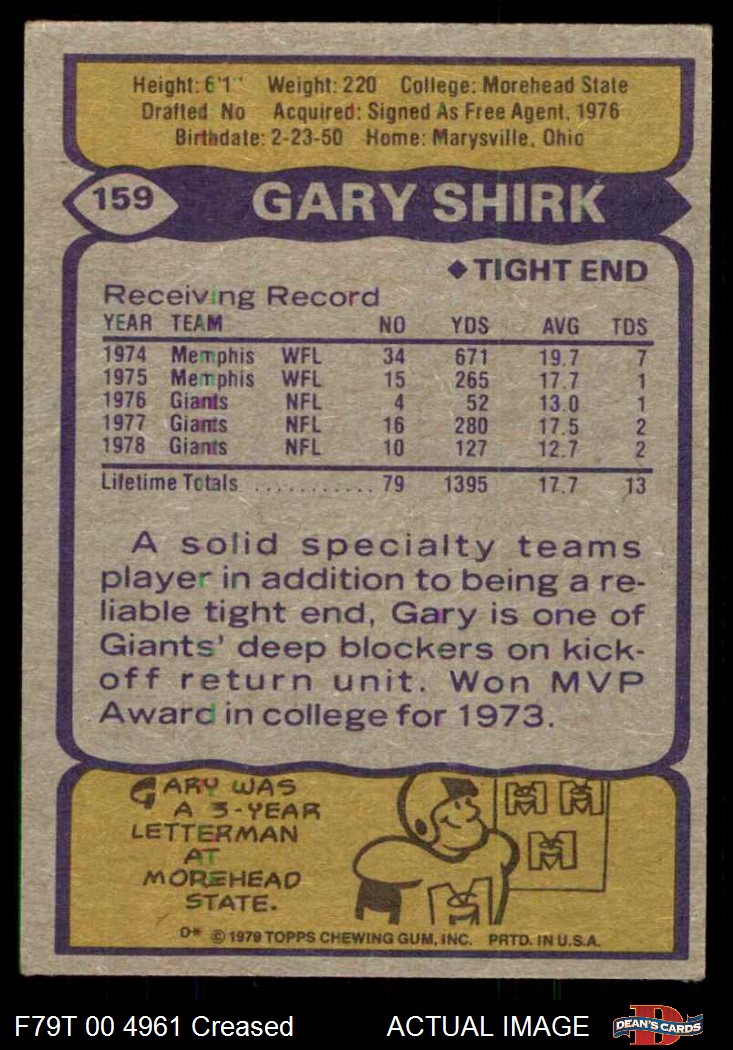 Height: 6'1" Weight: 220 College: Morehead State
Drafted No Acquired: Signed As Free Agent, 1976
Birthdate: 2-23-50 Home: Marysville, Ohio
159 GARY SHIRK
◆ TIGHT END
Receiving Record
YEAR TEAM NO YDS AVG TDS
1974 Memphis WFL 34 671 19.7 7
1975 Memphis WFL 15 265 17.7 1
1976 Giants NFL 4 52 13.0 1
1977 Giants NFL 16 280 17.5 2
1978 Giants NFL 10 127 12.7 2
Lifetime Totals ............ 79 1395 17.7 13
A solid specialty teams
player in addition to being a re-
liable tight end, Gary is one of
Giants' deep blockers on kick-
off return unit. Won MVP
Award in college for 1973.
GARY WAS
A 3-YEAR
LETTERMAN
AT
MOREHEAD
STATE.
MS MS
MS
MS
D* © 1979 TOPPS CHEWING GUM, INC. PRTD. IN U.S.A.
F79T 00 4961 Creased ACTUAL IMAGE
D
DEAN'S CARDS